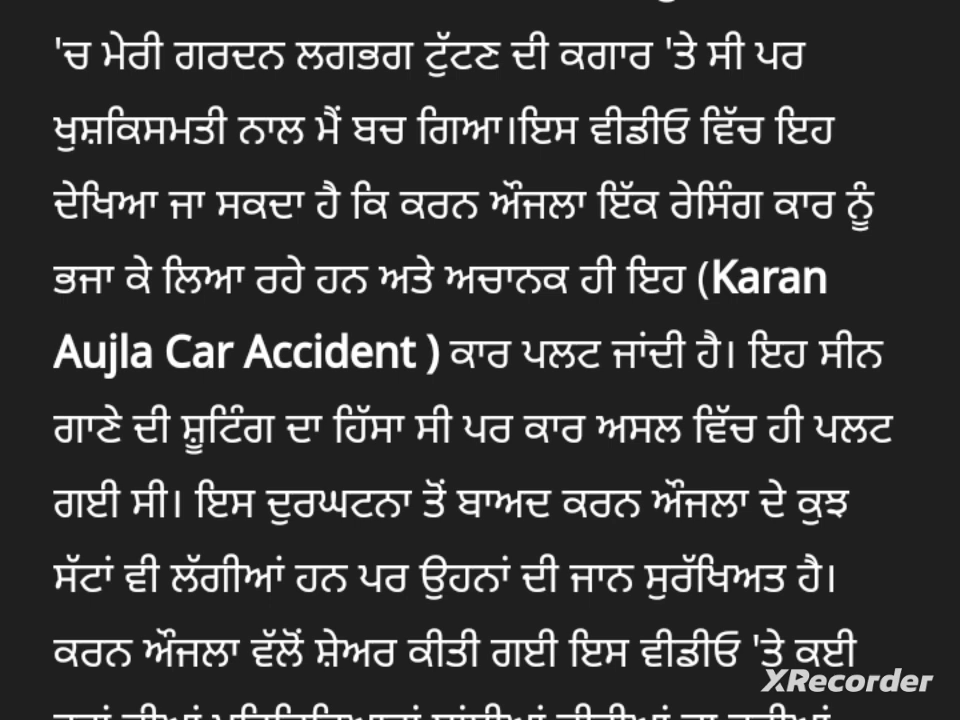 'ਚ ਮੇਰੀ ਗਰਦਨ ਲਗਭਗ ਟੁੱਟਣ ਦੀ ਕਗਾਰ 'ਤੇ ਸੀ ਪਰ
ਖੁਸ਼ਕਿਸਮਤੀ ਨਾਲ ਮੈਂ ਬਚ ਗਿਆ।ਇਸ ਵੀਡੀਓ ਵਿੱਚ ਇਹ
ਦੇਖਿਆ ਜਾ ਸਕਦਾ ਹੈ ਕਿ ਕਰਨ ਔਜਲਾ ਇੱਕ ਰੇਸਿੰਗ ਕਾਰ ਨੂੰ
ਭਜਾ ਕੇ ਲਿਆ ਰਹੇ ਹਨ ਅਤੇ ਅਚਾਨਕ ਹੀ ਇਹ (Karan
Aujla Car Accident ) ਕਾਰ ਪਲਟ ਜਾਂਦੀ ਹੈ। ਇਹ ਸੀਨ
ਗਾਣੇ ਦੀ ਸ਼ੂਟਿੰਗ ਦਾ ਹਿੱਸਾ ਸੀ ਪਰ ਕਾਰ ਅਸਲ ਵਿੱਚ ਹੀ ਪਲਟ
ਗਈ ਸੀ। ਇਸ ਦੁਰਘਟਨਾ ਤੋਂ ਬਾਅਦ ਕਰਨ ਔਜਲਾ ਦੇ ਕੁਝ
ਸੱਟਾਂ ਵੀ ਲੱਗੀਆਂ ਹਨ ਪਰ ਉਹਨਾਂ ਦੀ ਜਾਨ ਸੁਰੱਖਿਅਤ ਹੈ।
ਕਰਨ ਔਜਲਾ ਵੱਲੋਂ ਸ਼ੇਅਰ ਕੀਤੀ ਗਈ ਇਸ ਵੀਡੀਓ 'ਤੇ ਕਈ
XRecorder